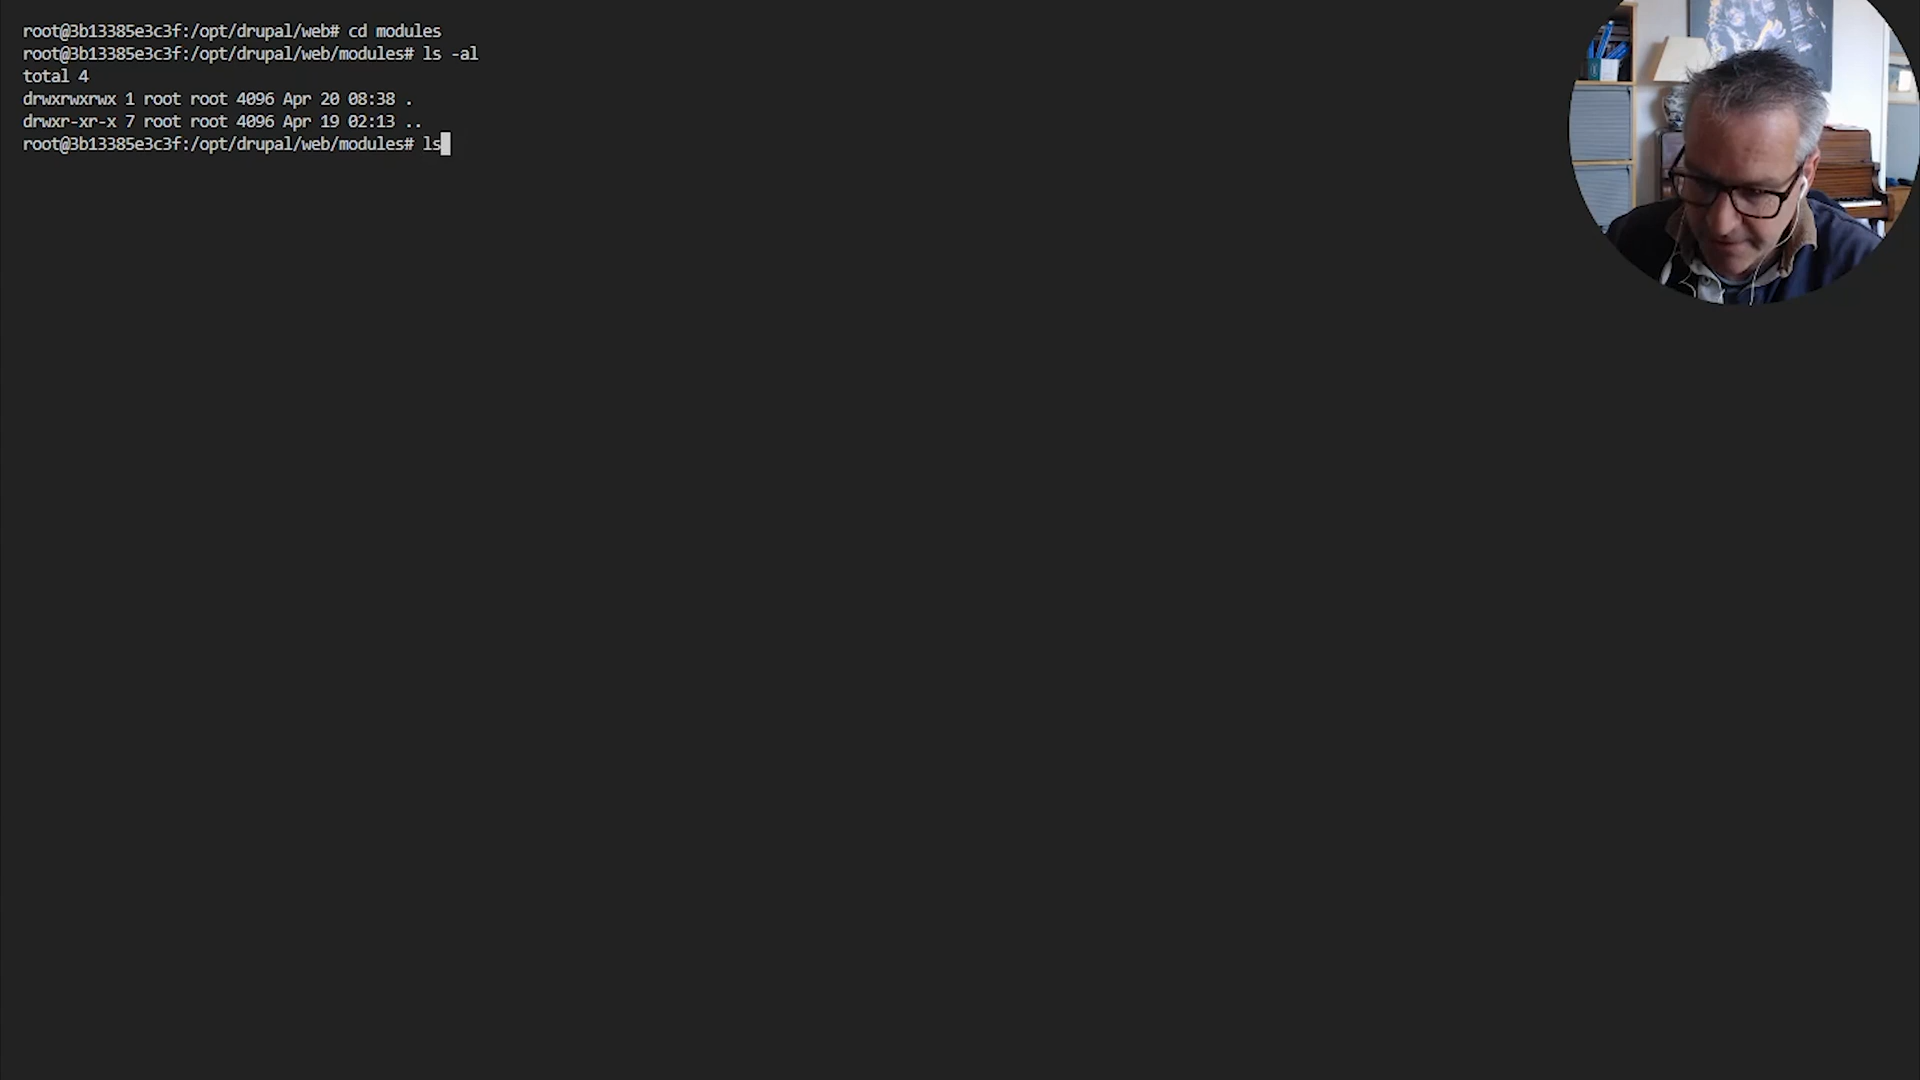 root@3b13385e3c3f:/opt/drupal/web# cd modules
root@3b13385e3c3f:/opt/drupal/web/modules# ls -al
total 4
drwxrwxrwx 1 root root 4096 Apr 20 08:38 .
drwxr-xr-x 7 root root 4096 Apr 19 02:13 ..
root@3b13385e3c3f:/opt/drupal/web/modules# ls